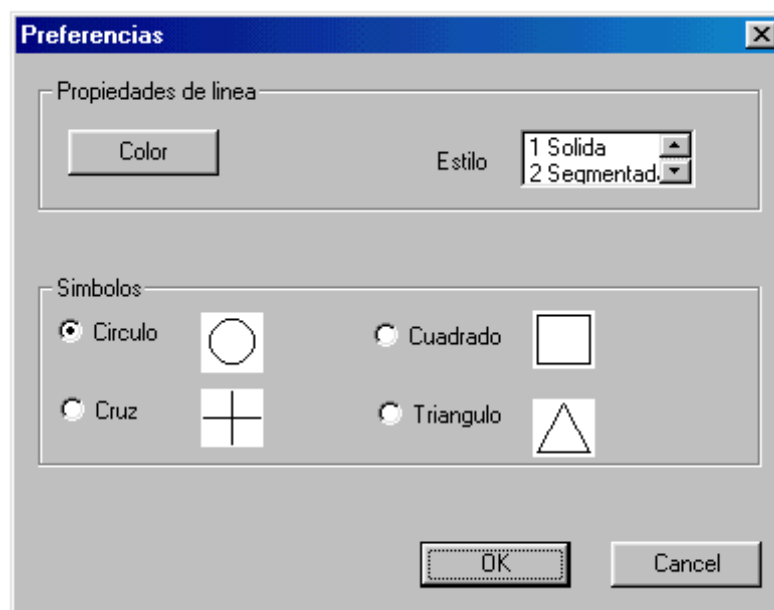 Preferencias
Propiedades de linea
Color
Estilo
1 Solida
2 Segmentad
Simbolos
Circulo
Cuadrado
Cruz
Triangulo
OK
Cancel